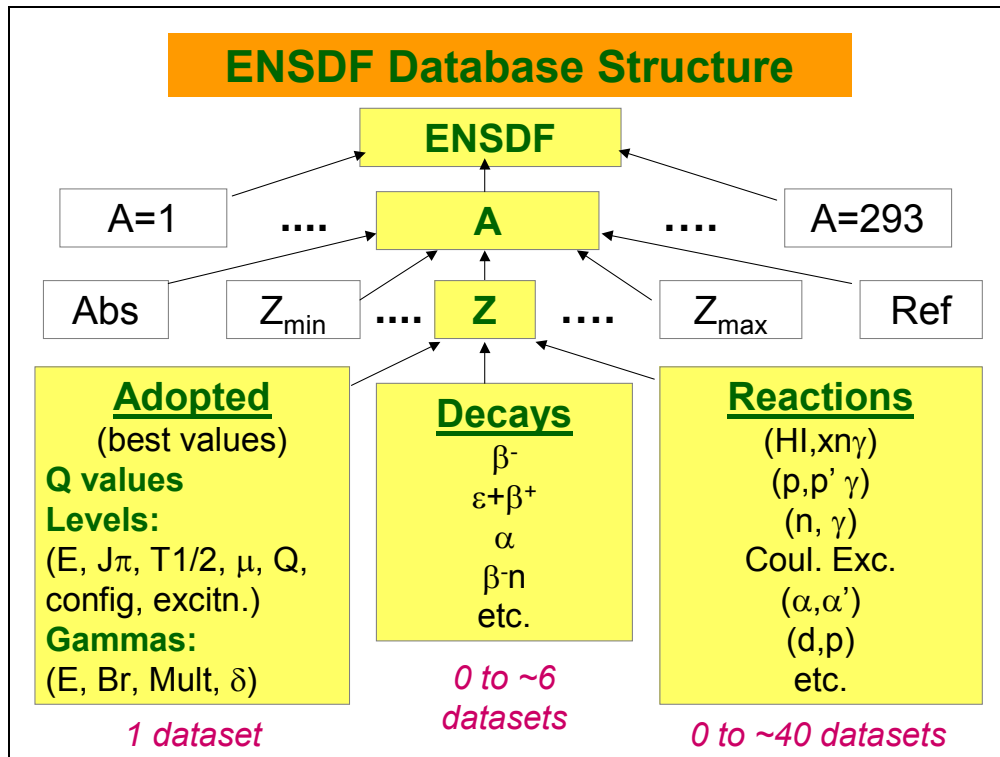 ENSDF Database Structure
ENSDF
A=1 .... A .... A=293
Abs Zmin .... Z .... Zmax Ref
Adopted
(best values)
Q values
Levels:
(E, Jπ, T1/2, μ, Q,
config, excitn.)
Gammas:
(E, Br, Mult, δ)
1 dataset
Decays
β-
ε+β+
α
β-n
etc.
0 to ~6
datasets
Reactions
(HI,xnγ)
(p,p’ γ)
(n, γ)
Coul. Exc.
(α,α’)
(d,p)
etc.
0 to ~40 datasets